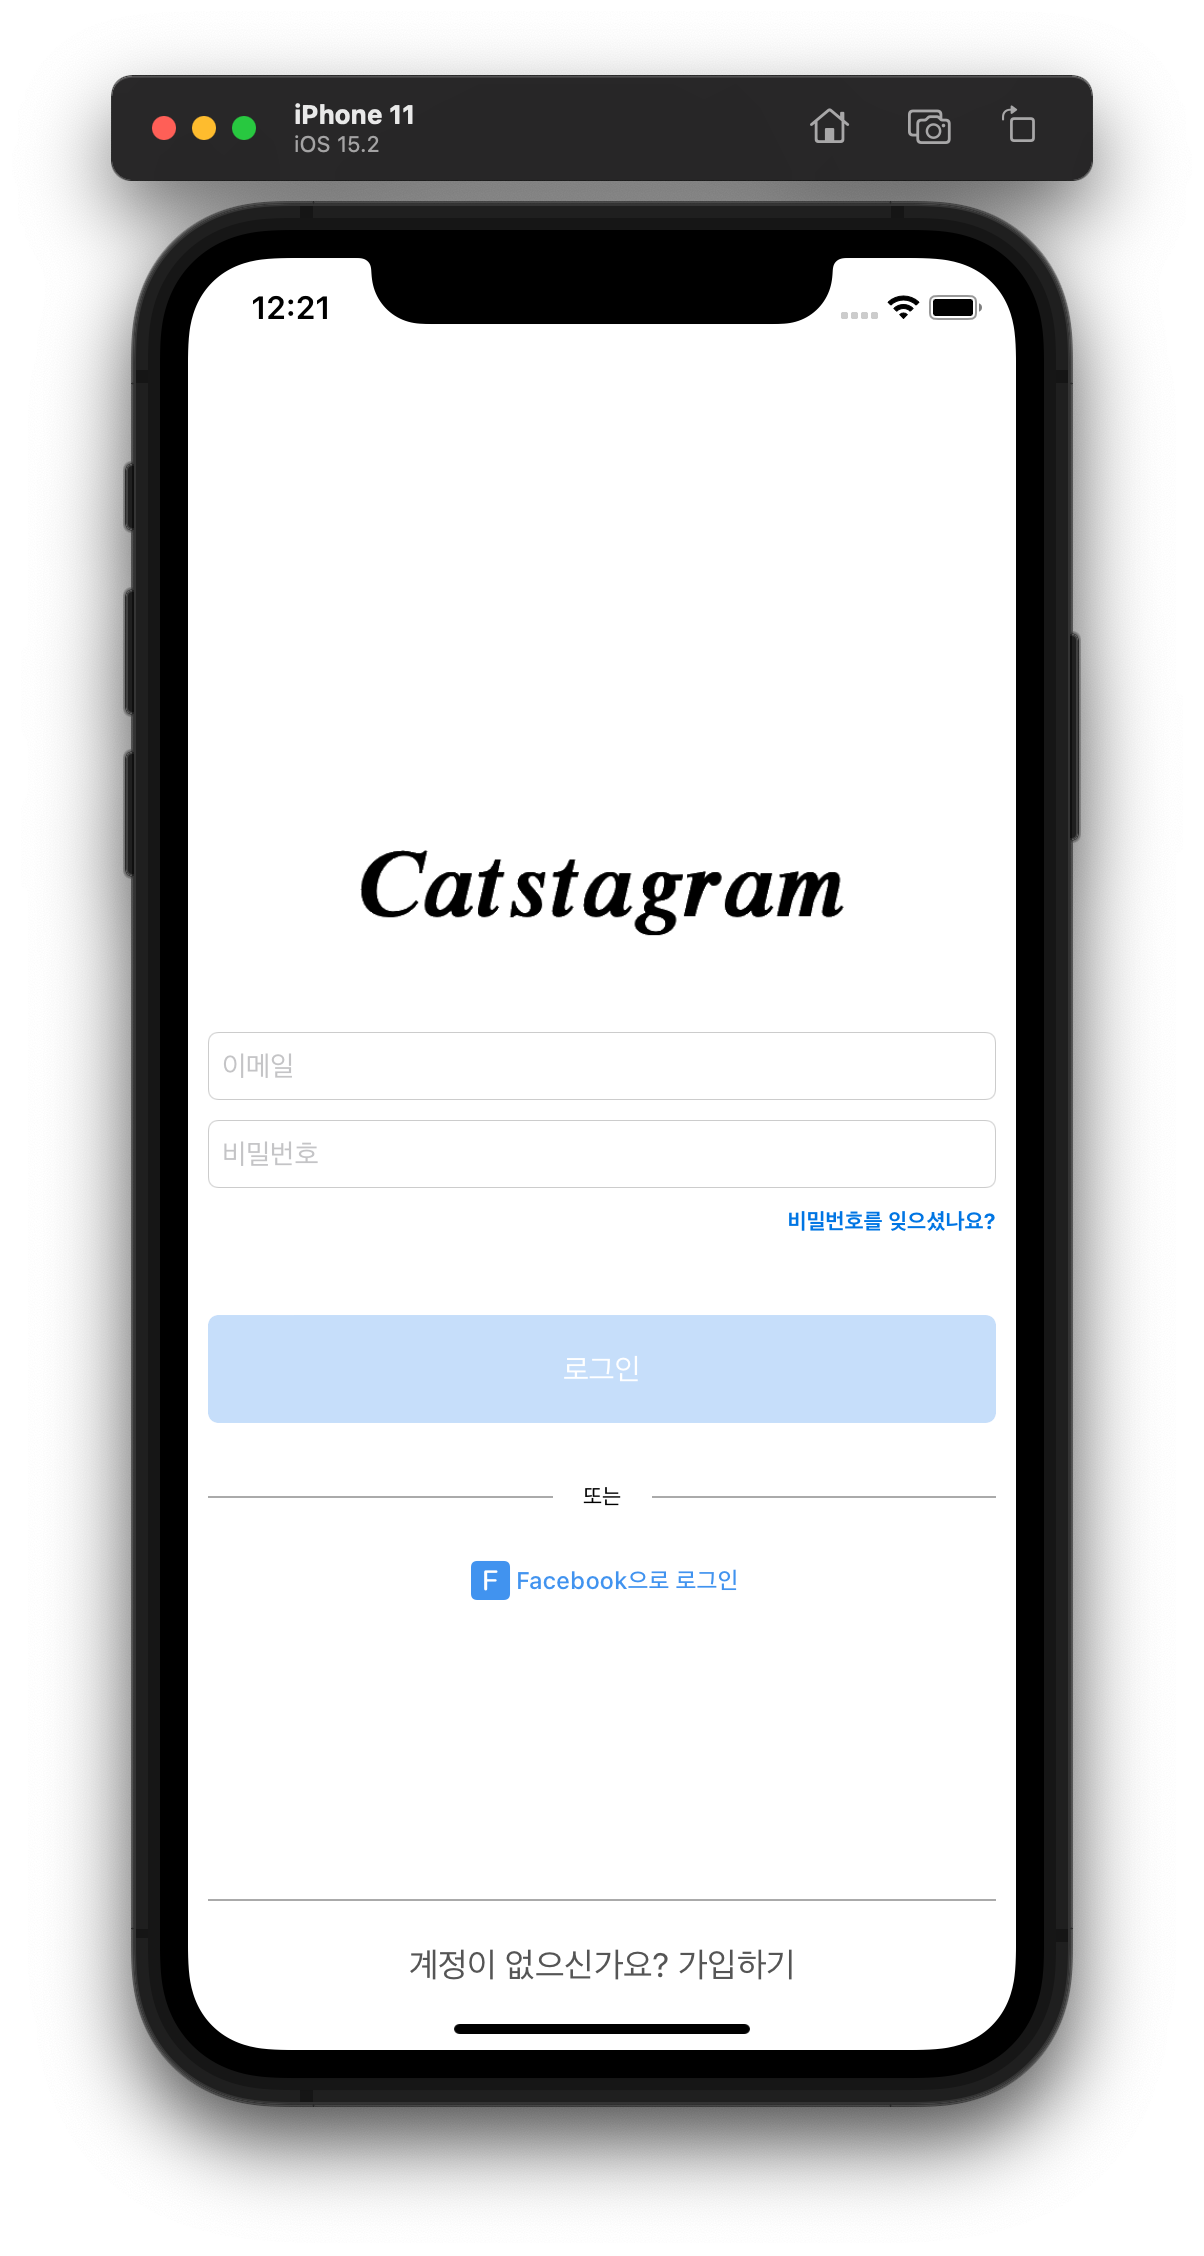 iPhone 11
iOS 15.2
12:21
Catstagram
이메일
비밀번호
비밀번호를 잊으셨나요?
로그인
또는
F Facebook으로 로그인
계정이 없으신가요? 가입하기